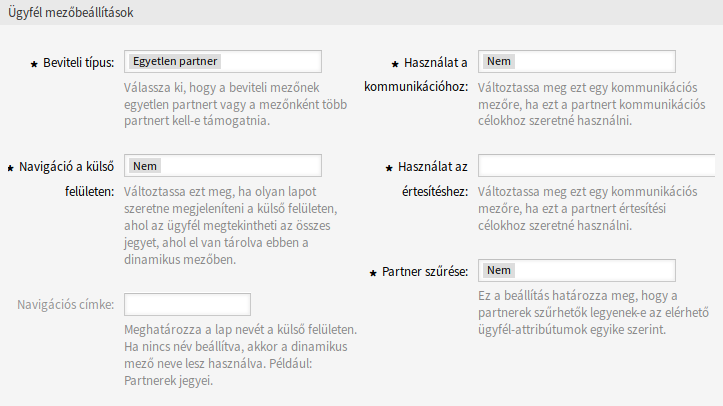 Ügyfél mezőbeállítások
★ Beviteli típus:
Egyetlen partner
Válassza ki, hogy a beviteli mezőnek
egyetlen partnert vagy a mezőnként több
partnert kell-e támogatnia.
★ Navigáció a külső
felületen:
Nem
Változtassa ezt meg, ha olyan lapot
szeretne megjeleníteni a külső felületen,
ahol az ügyfél megtekintheti az összes
jegyet, ahol el van tárolva ebben a
dinamikus mezőben.
Navigációs címke:
Meghatározza a lap nevét a külső felületen.
Ha nincs név beállítva, akkor a dinamikus
mező neve lesz használva. Például:
Partnerek jegyei.
★ Használat a
kommunikációhoz:
Nem
Változtassa meg ezt egy kommunikációs
mezőre, ha ezt a partnert kommunikációs
célokhoz szeretné használni.
★ Használat az
értesítéshez:
Változtassa meg ezt egy kommunikációs
mezőre, ha ezt a partnert értesítési
célokhoz szeretné használni.
★ Partner szűrése:
Nem
Ez a beállítás határozza meg, hogy a
partnerek szűrhetők legyenek-e az elérhető
ügyfél-attribútumok egyike szerint.